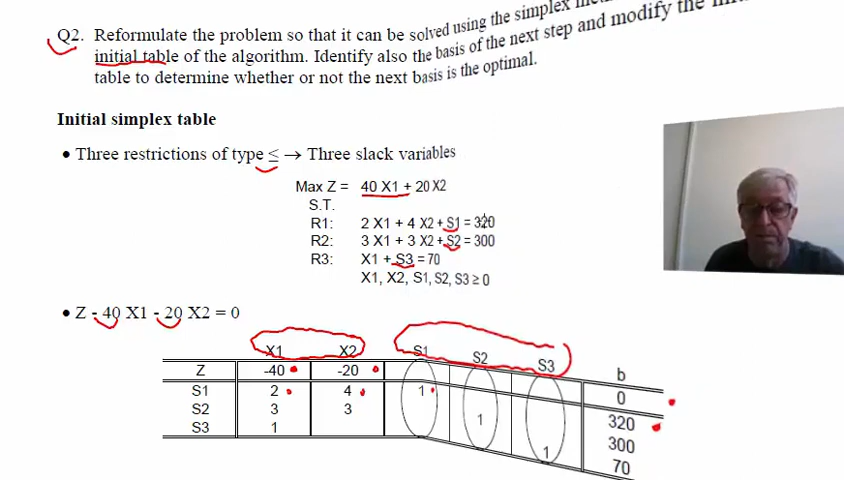 Q2. Reformulate the problem so that it can be solved using the simplex
initial table of the algorithm. Identify also the basis of the next step and modify the
table to determine whether or not the next basis is the optimal.
Initial simplex table
• Three restrictions of type ≤ → Three slack variables
Max Z = 40 X1 + 20 X2
S.T.
R1: 2 X1 + 4 X2 + S1 = 320
R2: 3 X1 + 3 X2 + S2 = 300
R3: X1 + S3 = 70
X1, X2, S1, S2, S3 ≥ 0
• Z - 40 X1 - 20 X2 = 0
X1 X2 S1 S2 S3 b
Z -40 -20 0
S1 2 4 1 320
S2 3 3 1 300
S3 1 1 70